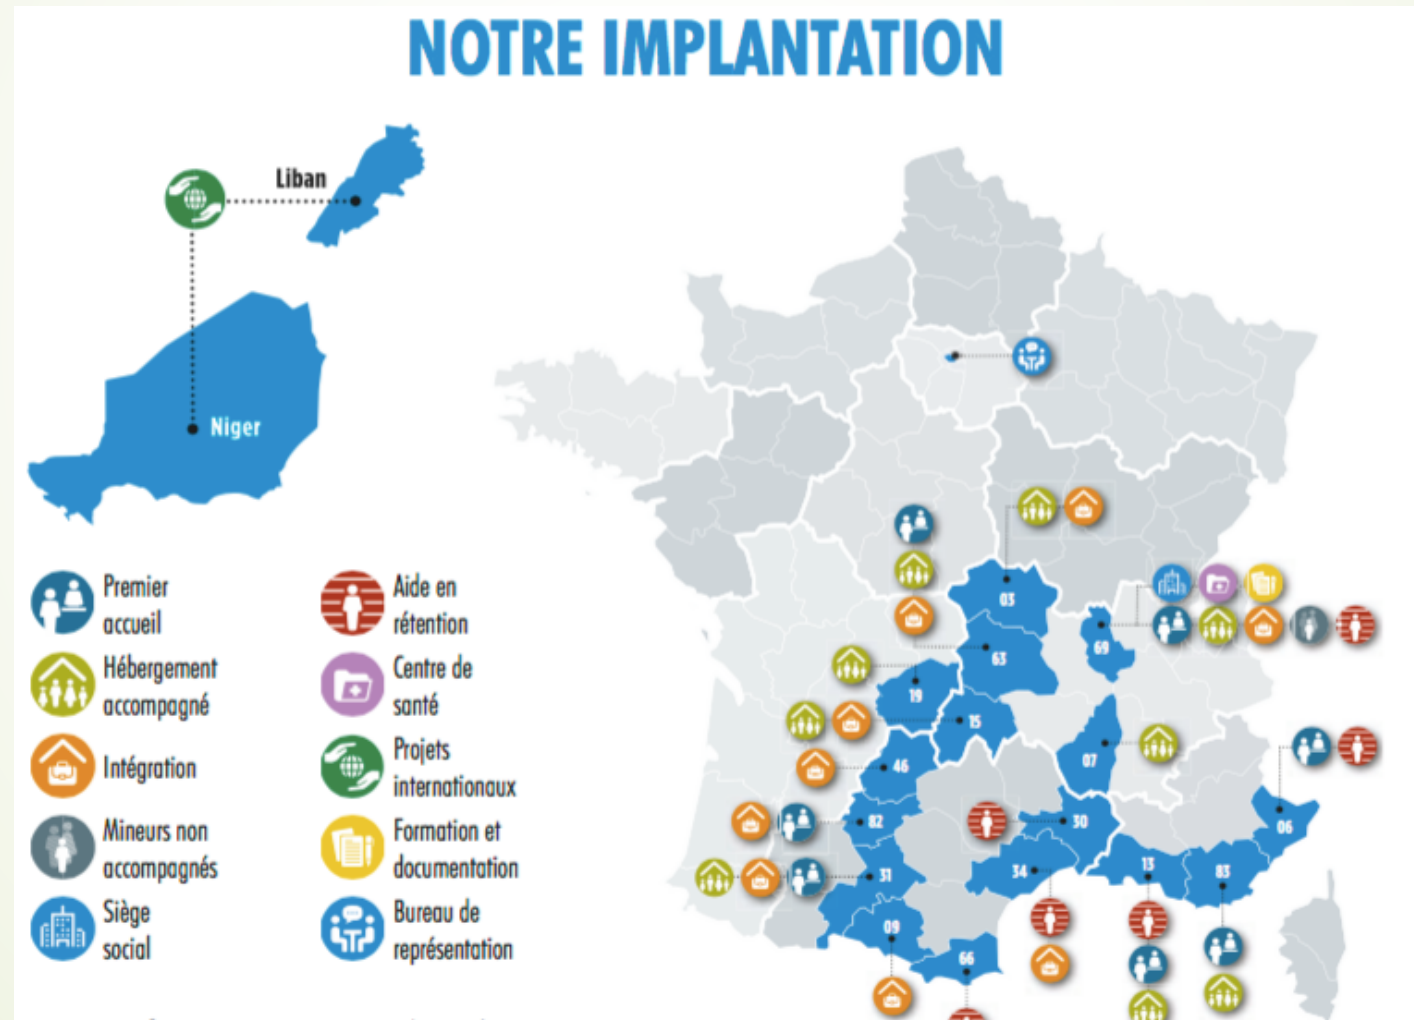 NOTRE IMPLANTATION
Liban
Niger
Premier
accueil
Hébergement
accompagné
Intégration
Mineurs non
accompagnés
Siège
social
Aide en
rétention
Centre de
santé
Projets
internationaux
Formation et
documentation
Bureau de
représentation
03
63
69
19
15
46
07
82
30
06
31
34
13
83
09
66